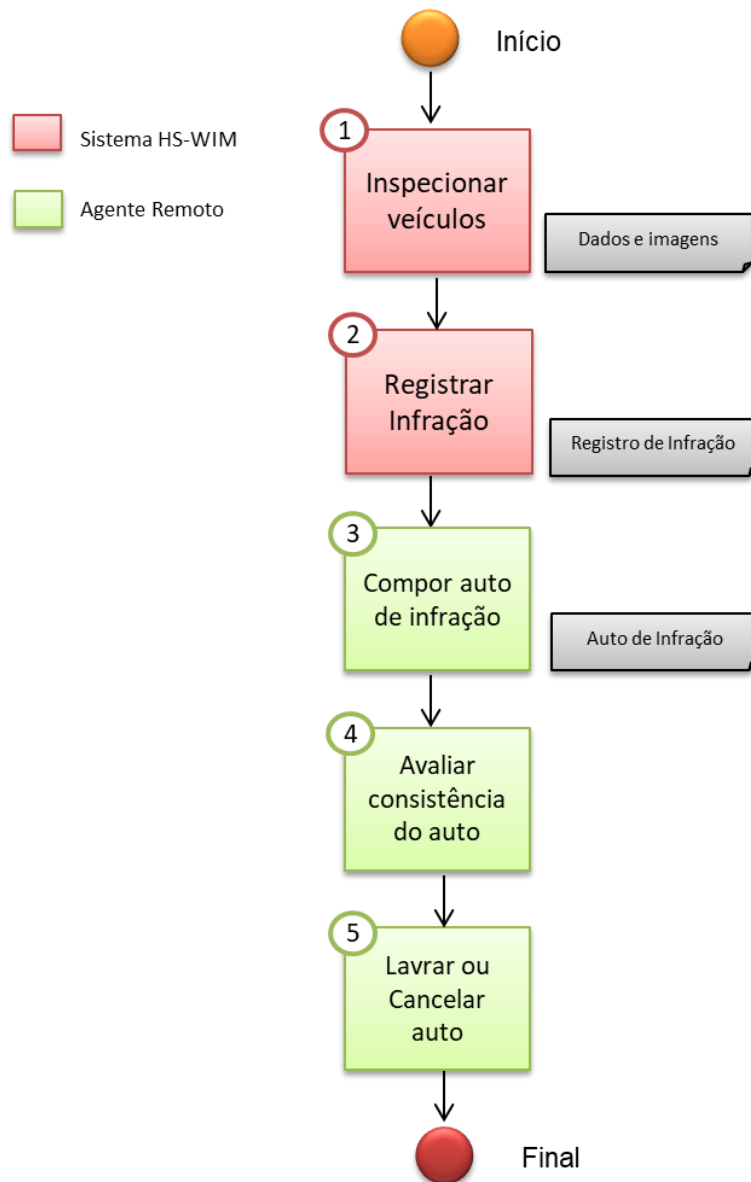 Início
Sistema HS-WIM
Agente Remoto
1
Inspecionar
veículos
Dados e imagens
2
Registrar
Infração
Registro de Infração
3
Compor auto
de infração
Auto de Infração
4
Avaliar
consistência
do auto
5
Lavrar ou
Cancelar
auto
Final